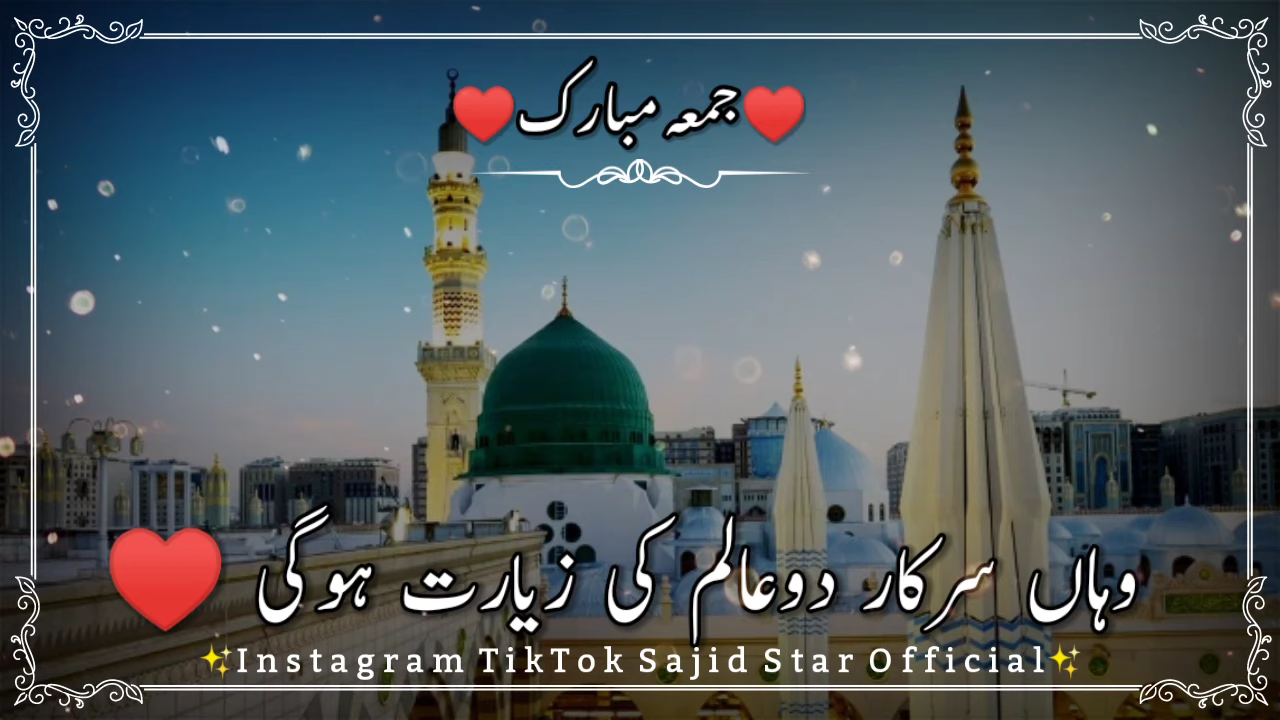 ❤️جمعہ مبارک❤️
وہاں سرکار دوعالم کی زیارت ہوگی ❤️
✨Instagram TikTok Sajid Star Official✨